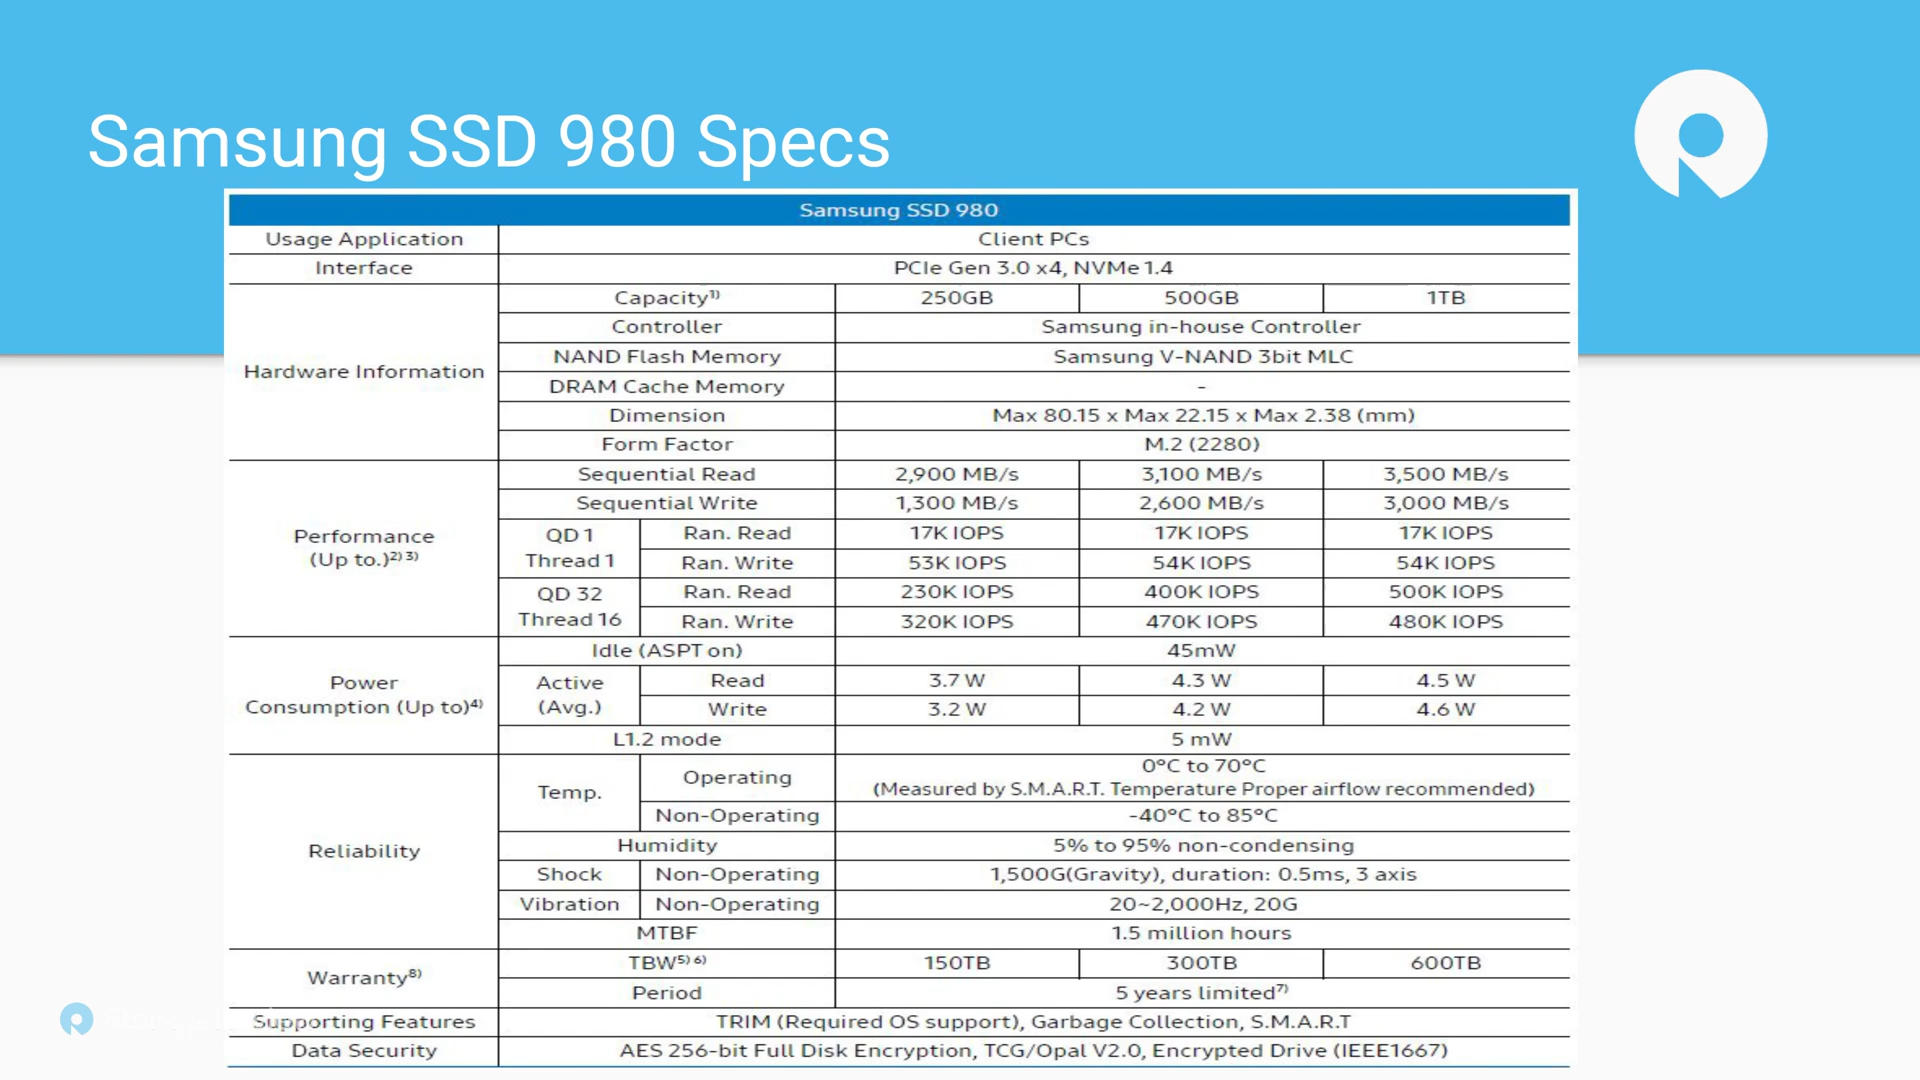 Samsung SSD 980 Specs
Samsung SSD 980
Usage Application Client PCs
Interface PCIe Gen 3.0 x4, NVMe 1.4
Hardware Information
Capacity1) 250GB 500GB 1TB
Controller Samsung in-house Controller
NAND Flash Memory Samsung V-NAND 3bit MLC
DRAM Cache Memory -
Dimension Max 80.15 x Max 22.15 x Max 2.38 (mm)
Form Factor M.2 (2280)
Performance
(Up to.)2) 3)
Sequential Read 2,900 MB/s 3,100 MB/s 3,500 MB/s
Sequential Write 1,300 MB/s 2,600 MB/s 3,000 MB/s
QD 1
Thread 1
Ran. Read 17K IOPS 17K IOPS 17K IOPS
Ran. Write 53K IOPS 54K IOPS 54K IOPS
QD 32
Thread 16
Ran. Read 230K IOPS 400K IOPS 500K IOPS
Ran. Write 320K IOPS 470K IOPS 480K IOPS
Power
Consumption (Up to)4)
Idle (ASPT on) 45mW
Active
(Avg.)
Read 3.7 W 4.3 W 4.5 W
Write 3.2 W 4.2 W 4.6 W
L1.2 mode 5 mW
Reliability
Temp.
Operating
0°C to 70°C
(Measured by S.M.A.R.T. Temperature Proper airflow recommended)
Non-Operating -40°C to 85°C
Humidity 5% to 95% non-condensing
Shock Non-Operating 1,500G(Gravity), duration: 0.5ms, 3 axis
Vibration Non-Operating 20~2,000Hz, 20G
MTBF 1.5 million hours
Warranty8)
TBW5) 6) 150TB 300TB 600TB
Period 5 years limited7)
Supporting Features TRIM (Required OS support), Garbage Collection, S.M.A.R.T
Data Security AES 256-bit Full Disk Encryption, TCG/Opal V2.0, Encrypted Drive (IEEE1667)